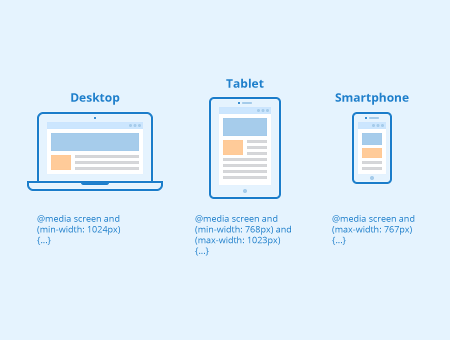 Desktop
Tablet
Smartphone
@media screen and
(min-width: 1024px)
{...}
@media screen and
(min-width: 768px) and
(max-width: 1023px)
{...}
@media screen and
(max-width: 767px)
{...}